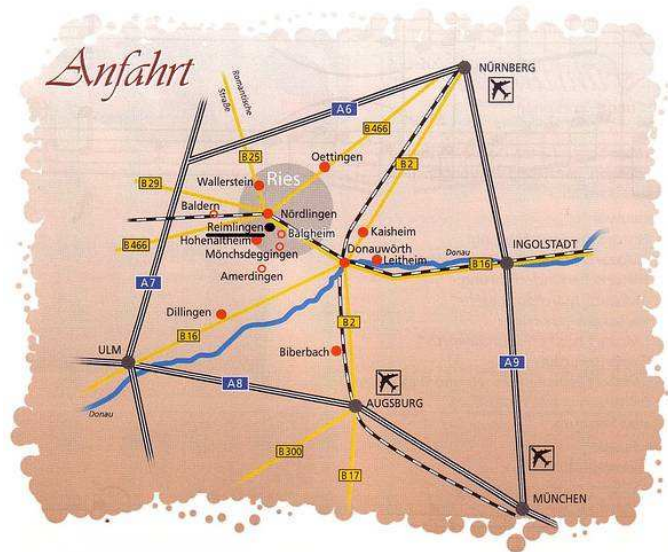 Anfahrt
NÜRNBERG
Romantische
Straße
A6
B466
B25
Oettingen
B2
Wallerstein
Ries
B29
Baldern
Nördlingen
Reimlingen
Balgheim
Kaisheim
B466
Hohenaltheim
Mönchsdeggingen
Donauwörth
Donau
INGOLSTADT
Leitheim
B16
Amerdingen
A7
Dillingen
B16
B2
ULM
Biberbach
A9
A8
Donau
AUGSBURG
B300
B17
MÜNCHEN